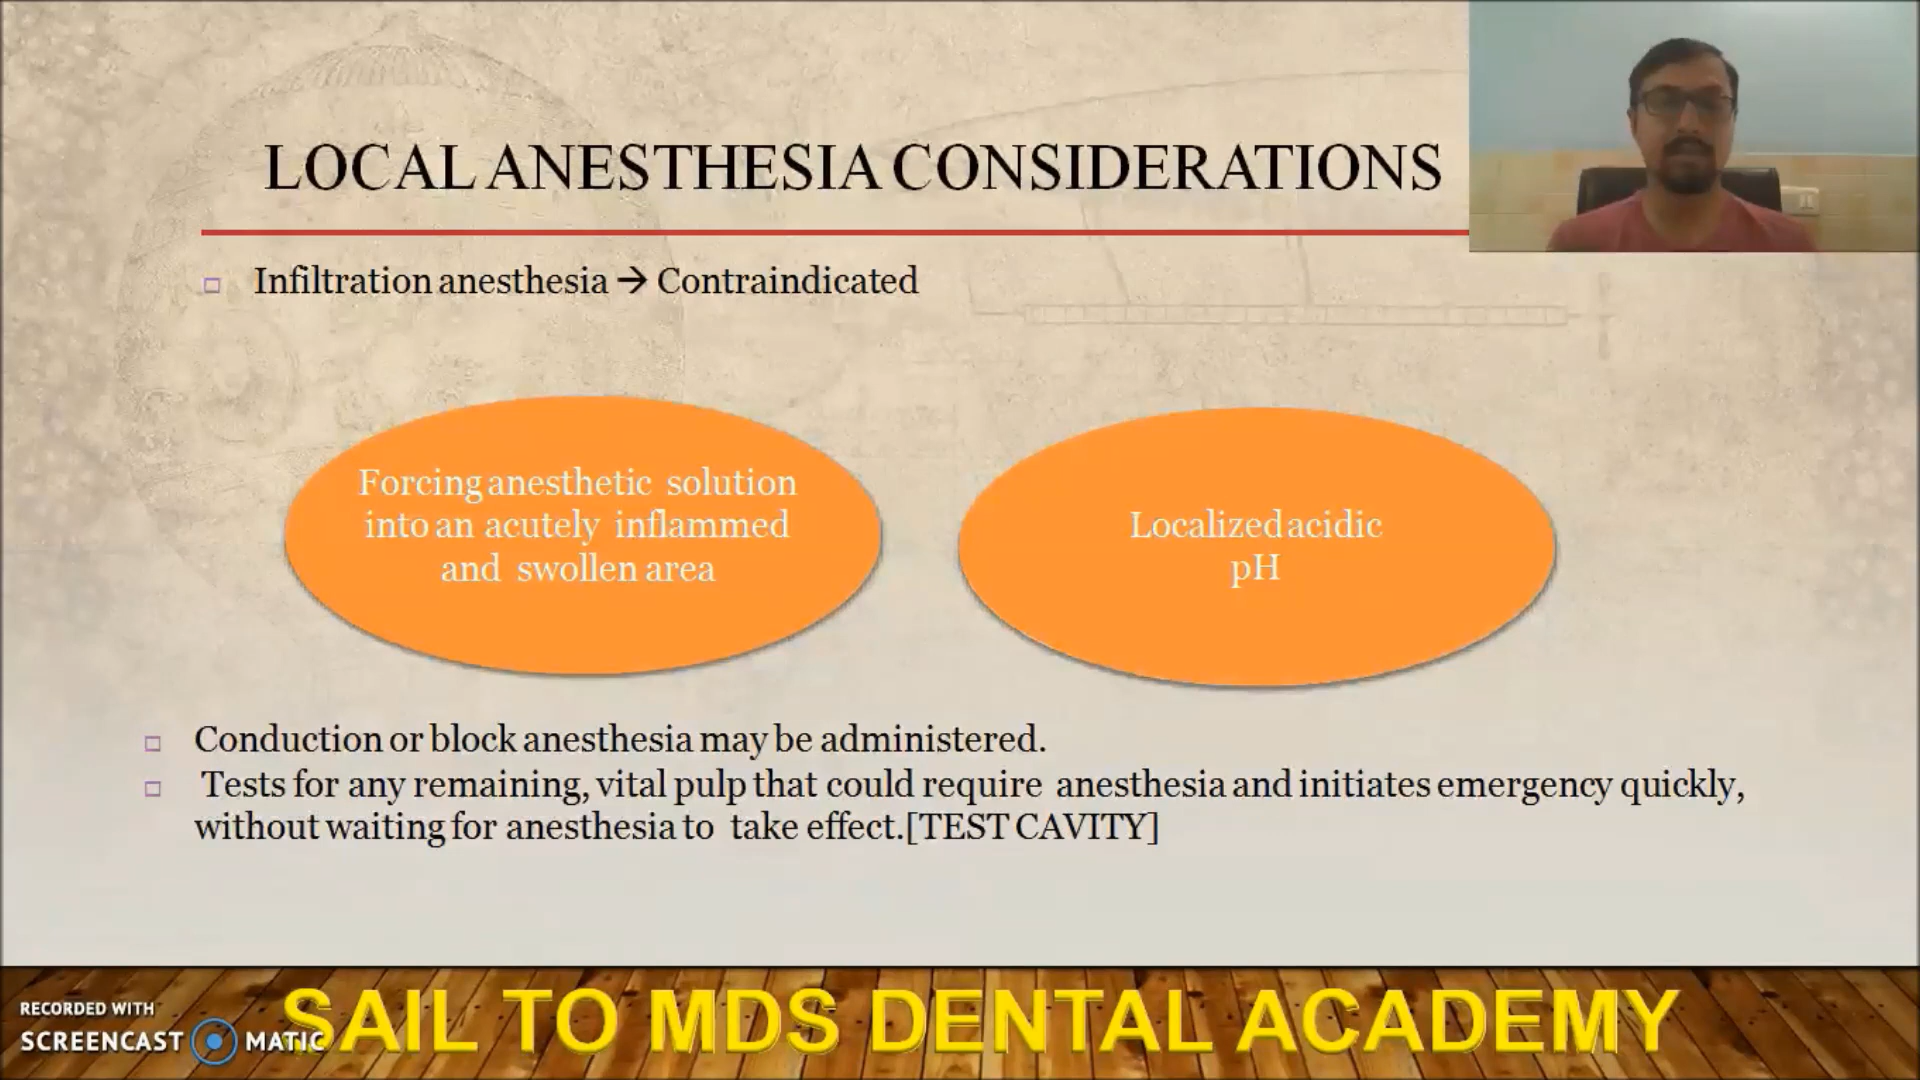 LOCAL ANESTHESIA CONSIDERATIONS
Infiltration anesthesia → Contraindicated
Forcing anesthetic solution
into an acutely inflammed
and swollen area
Localized acidic
pH
Conduction or block anesthesia may be administered.
Tests for any remaining, vital pulp that could require anesthesia and initiates emergency quickly,
without waiting for anesthesia to take effect.[TEST CAVITY]
RECORDED WITH
SCREENCAST MATIC
SAIL TO MDS DENTAL ACADEMY